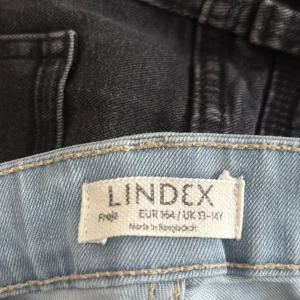 LINDEX
Freja EUR 164 / UK 13-14Y
Made in Bangladesh